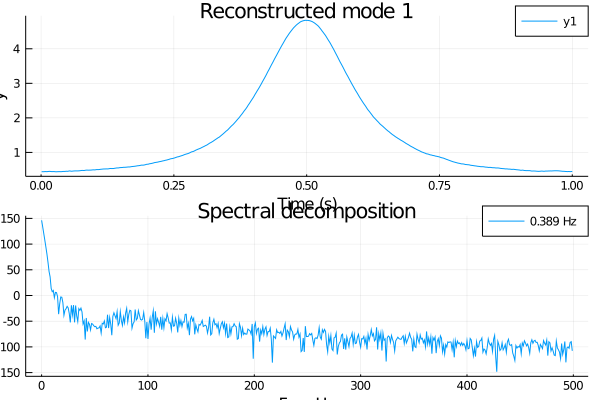 Reconstructed mode 1
y1
4
3
2
1
y
0.00 0.25 0.50 0.75 1.00
Time (s)
Spectral decomposition
0.389 Hz
150
100
50
0
-50
100
150
0 100 200 300 400 500